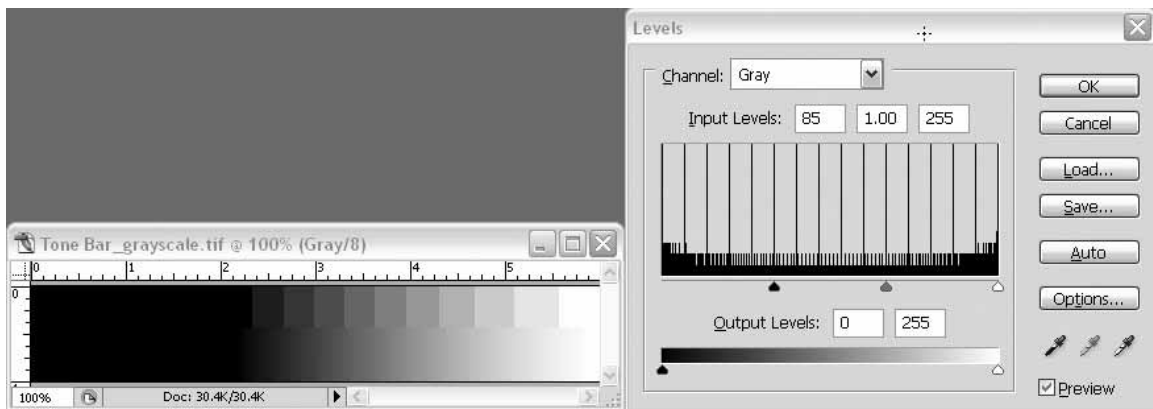 Levels
Channel: Gray
Input Levels: 85 1.00 255
Output Levels: 0 255
OK
Cancel
Load...
Save...
Auto
Options...
Preview
Tone Bar_grayscale.tif @ 100% (Gray/8)
0 1 2 3 4 5
0
100% Doc: 30.4K/30.4K